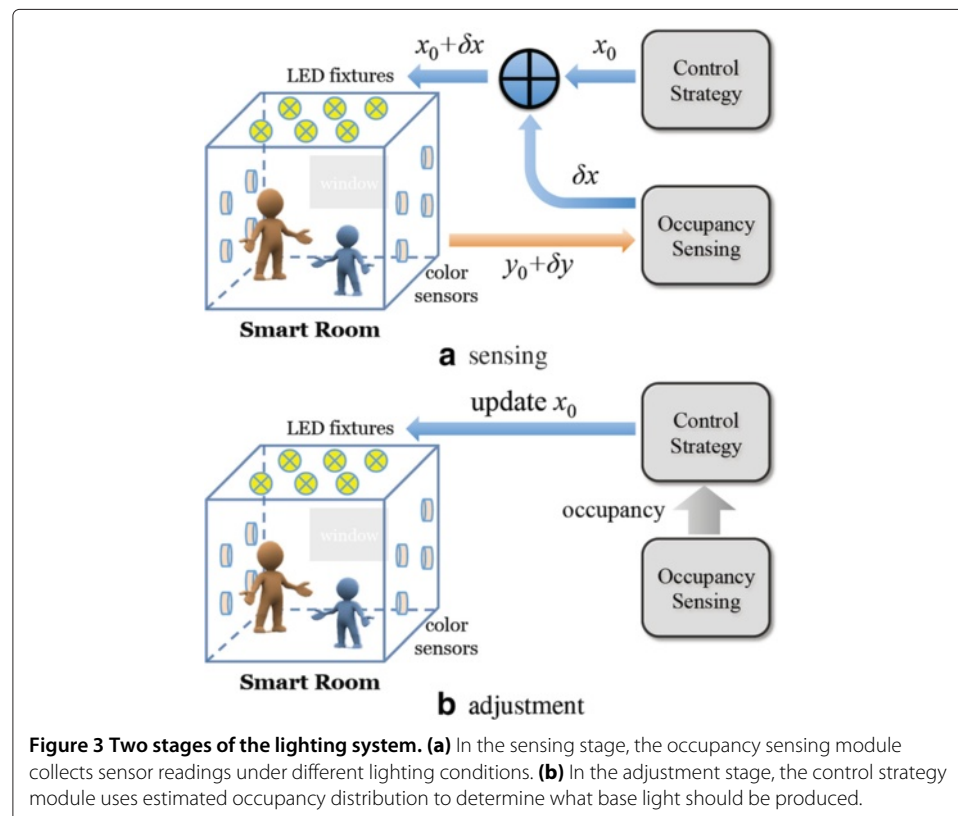 x₀+δx
x₀
LED fixtures
Control
Strategy
window
δx
Occupancy
Sensing
y₀+δy
color
sensors
Smart Room
a sensing
update x₀
LED fixtures
Control
Strategy
window
occupancy
Occupancy
Sensing
color
sensors
Smart Room
b adjustment
Figure 3 Two stages of the lighting system. (a) In the sensing stage, the occupancy sensing module
collects sensor readings under different lighting conditions. (b) In the adjustment stage, the control strategy
module uses estimated occupancy distribution to determine what base light should be produced.